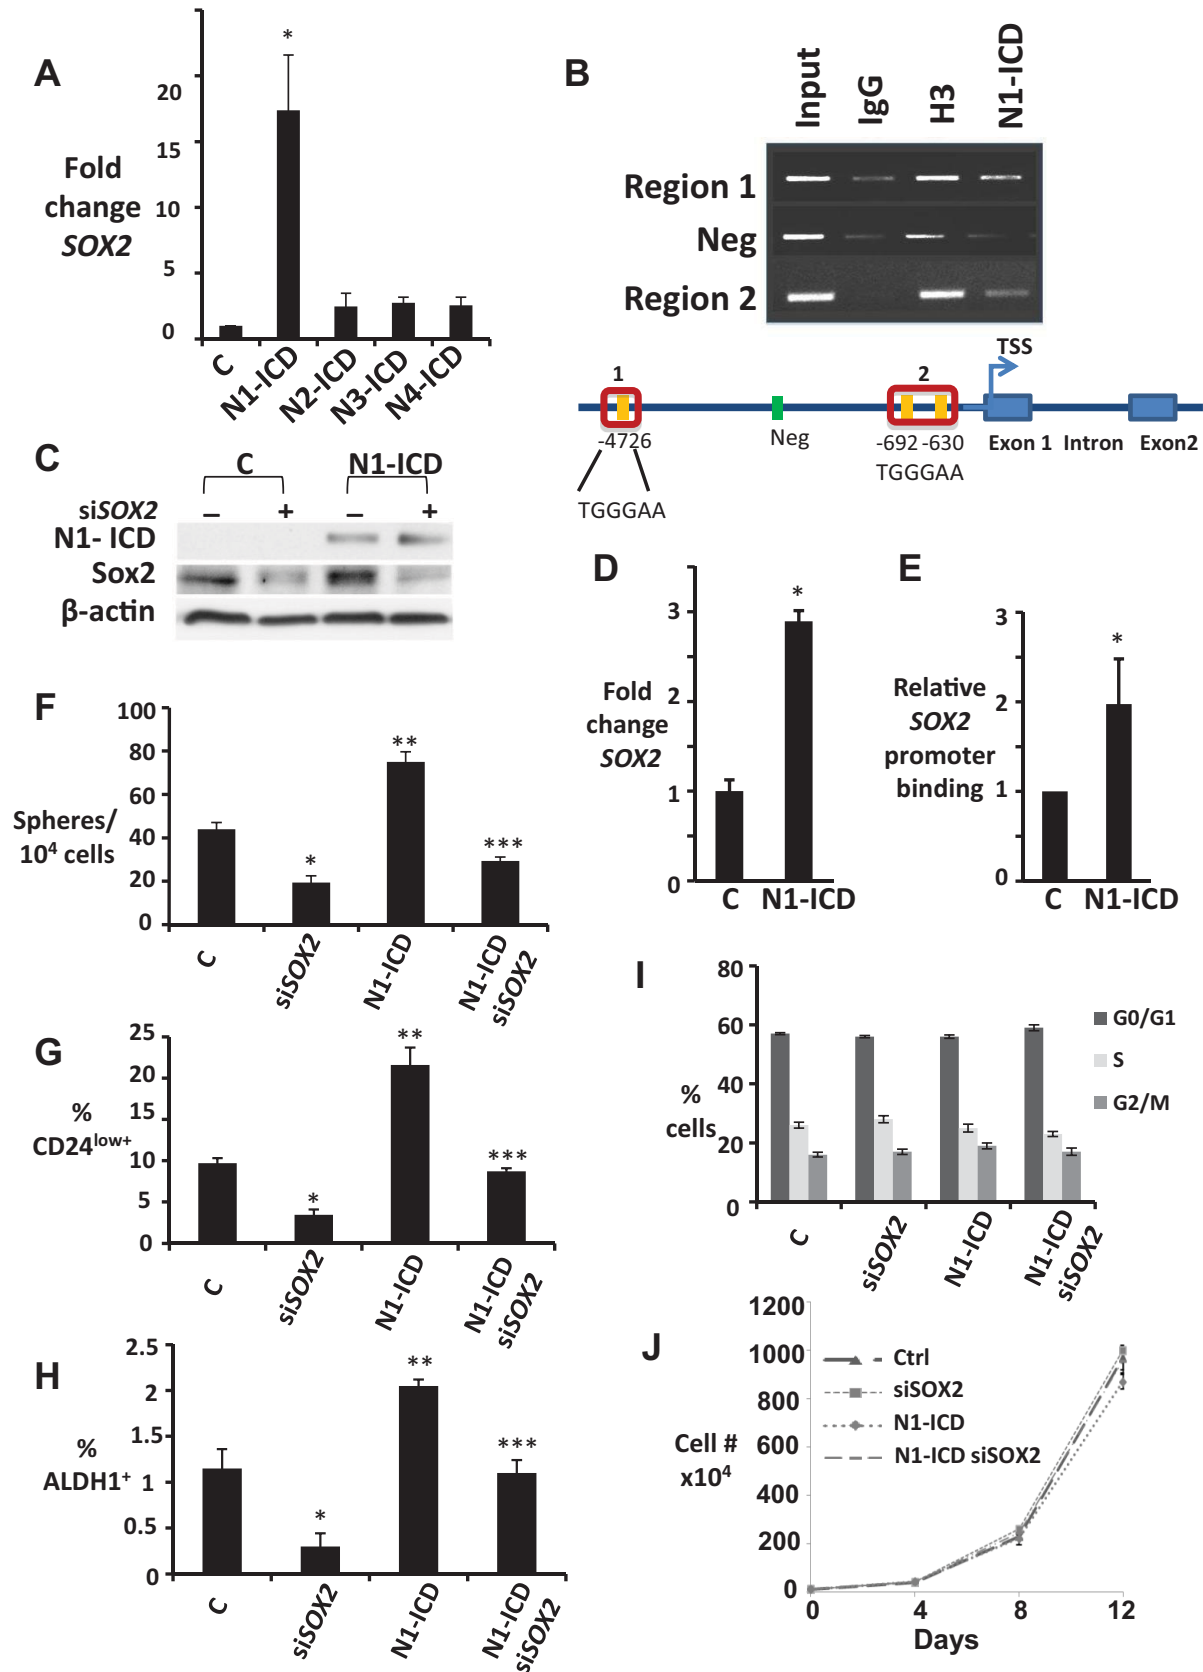 A
Fold
change
SOX2
20
15
10
5
0
*
C
N1-ICD
N2-ICD
N3-ICD
N4-ICD
B
Input
IgG
H3
N1-ICD
Region 1
Neg
Region 2
1
2
TSS
-4726
Neg
-692 -630
Exon 1
Intron
Exon2
TGGGAA
TGGGAA
C
C
N1-ICD
siSOX2
–
+
–
+
N1- ICD
Sox2
β-actin
D
Fold
change
SOX2
3
2
1
0
*
C
N1-ICD
E
Relative
SOX2
promoter
binding
3
2
1
0
*
C
N1-ICD
F
Spheres/
10⁴ cells
100
80
60
40
20
0
*
**
***
C
siSOX2
N1-ICD
N1-ICD
siSOX2
G
%
CD24low+
25
20
15
10
5
0
*
**
***
C
siSOX2
N1-ICD
N1-ICD
siSOX2
H
%
ALDH1+
2.5
2
1.5
1
0.5
0
*
**
***
C
siSOX2
N1-ICD
N1-ICD
siSOX2
I
%
cells
80
60
40
20
0
G0/G1
S
G2/M
C
siSOX2
N1-ICD
N1-ICD
siSOX2
J
Cell #
x10⁴
1200
1000
800
600
400
200
0
Ctrl
siSOX2
N1-ICD
N1-ICD siSOX2
0
4
8
12
Days